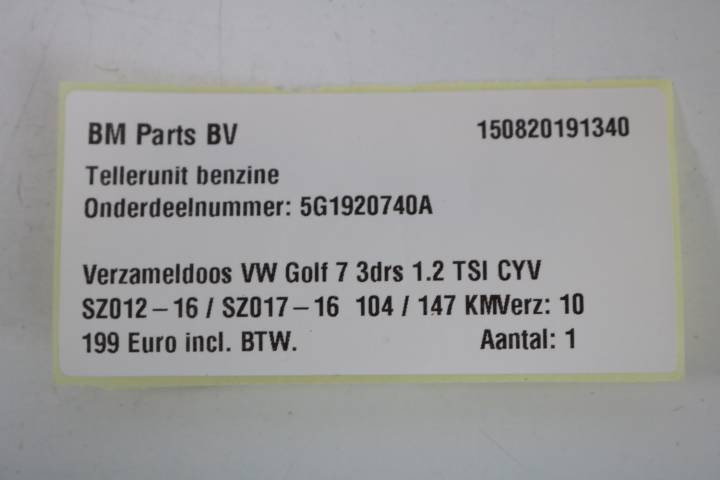 BM Parts BV 150820191340
Tellerunit benzine
Onderdeelnummer: 5G1920740A
Verzameldoos VW Golf 7 3drs 1.2 TSI CYV
SZ012-16 / SZ017-16 104 / 147 KMVerz: 10
199 Euro incl. BTW. Aantal: 1